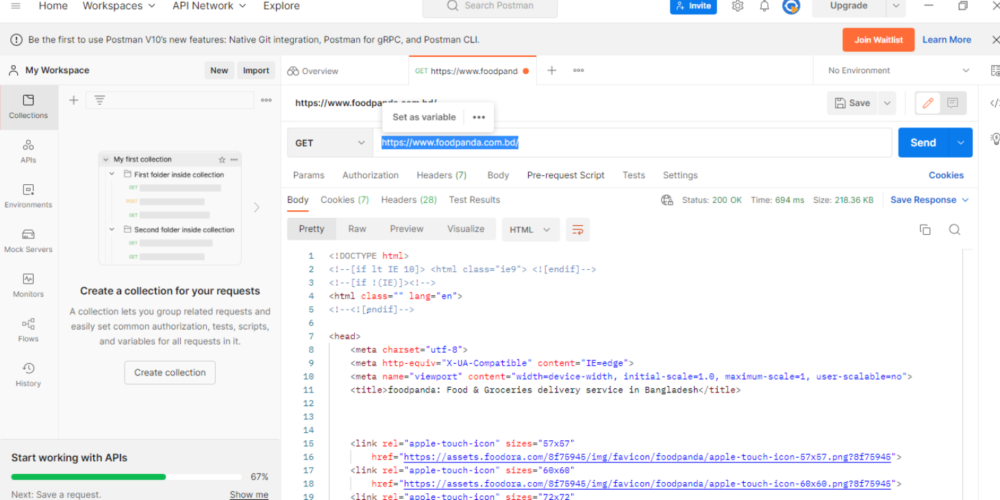 Home Workspaces API Network Explore Search Postman Invite Upgrade
Be the first to use Postman V10's new features: Native Git integration, Postman for gRPC, and Postman CLI. Join Waitlist Learn More
My Workspace New Import Overview GET https://www.foodpand. No Environment
Collections
APIs
Environments
Mock Servers
Monitors
Flows
History
My first collection
First folder inside collection
GET
POST
GET
Second folder inside collection
GET
GET
Create a collection for your requests
A collection lets you group related requests and
easily set common authorization, tests, scripts,
and variables for all requests in it.
Create collection
Start working with APIs
67%
Next: Save a request. Show me
https://www.foodpanda.com.bd/ Save
Set as variable
GET https://www.foodpanda.com.bd/ Send
Params Authorization Headers (7) Body Pre-request Script Tests Settings Cookies
Body Cookies (7) Headers (28) Test Results Status: 200 OK Time: 694 ms Size: 218.36 KB Save Response
Pretty Raw Preview Visualize HTML
1 <!DOCTYPE html>
2 <!--[if lt IE 10]> <html class="ie9"> <![endif]-->
3 <!--[if !(IE)]><!-->
4 <html class="" lang="en">
5 <!--<![endif]-->
6
7 <head>
8 <meta charset="utf-8">
9 <meta http-equiv="X-UA-Compatible" content="IE=edge">
10 <meta name="viewport" content="width=device-width, initial-scale=1.0, maximum-scale=1, user-scalable=no">
11 <title>foodpanda: Food & Groceries delivery service in Bangladesh</title>
12
13
14
15 <link rel="apple-touch-icon" sizes="57x57"
16 href="https://assets.foodora.com/8f75945/img/favicon/foodpanda/apple-touch-icon-57x57.png?8f75945">
17 <link rel="apple-touch-icon" sizes="60x60"
18 href="https://assets.foodora.com/8f75945/img/favicon/foodpanda/apple-touch-icon-60x60.png?8f75945">
19 <link rel="apple-touch-icon" sizes="72x72"